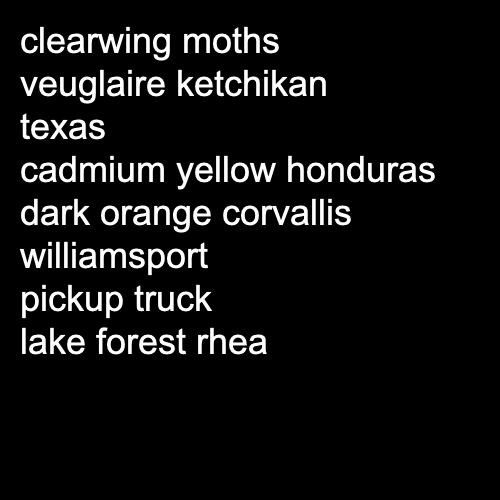 clearwing moths
veuglaire ketchikan
texas
cadmium yellow honduras
dark orange corvallis
williamsport
pickup truck
lake forest rhea